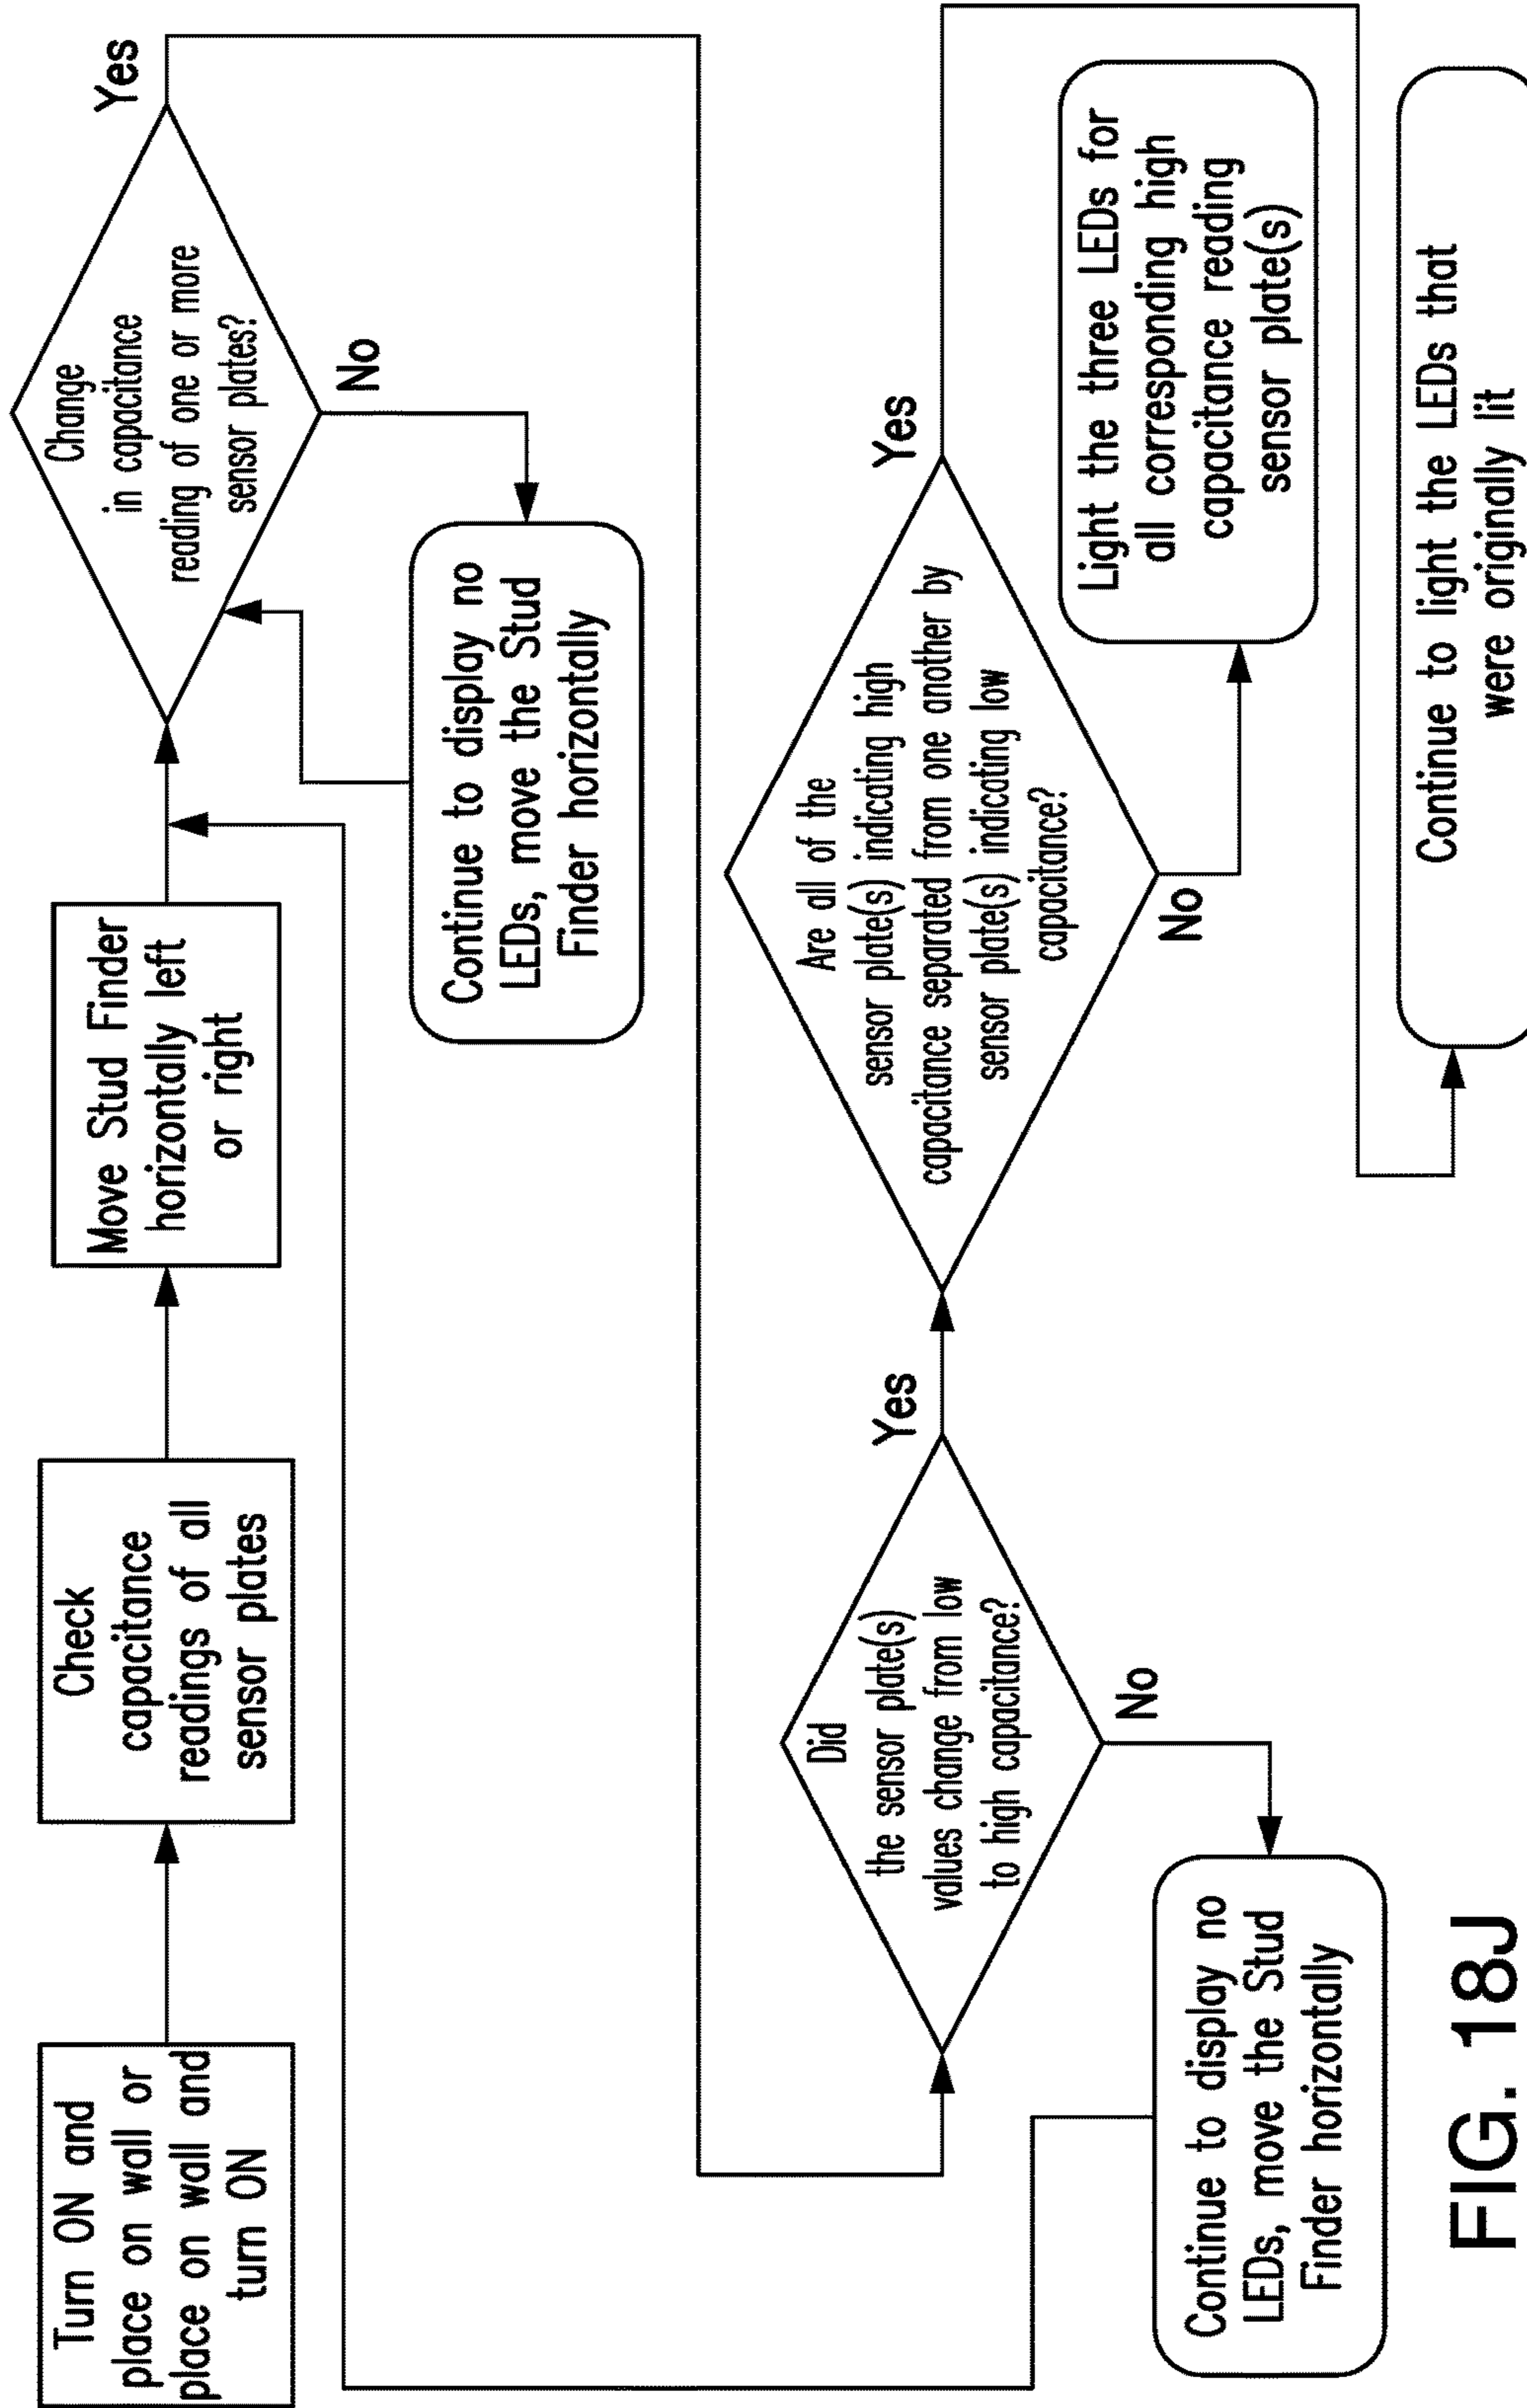 Turn ON and
place on wall or
place on wall and
turn ON
Check
capacitance
readings of all
sensor plates
Move Stud Finder
horizontally left
or right
Change
in capacitance
reading of one or more
sensor plates?
Yes
No
Continue to display no
LEDs, move the Stud
Finder horizontally
Did
the sensor plate(s)
values change from low
to high capacitance?
Yes
No
Continue to display no
LEDs, move the Stud
Finder horizontally
Are all of the
sensor plate(s) indicating high
capacitance separated from one another by
sensor plate(s) indicating low
capacitance?
Yes
No
Light the three LEDs for
all corresponding high
capacitance reading
sensor plate(s)
Continue to light the LEDs that
were originally lit
FIG. 18J